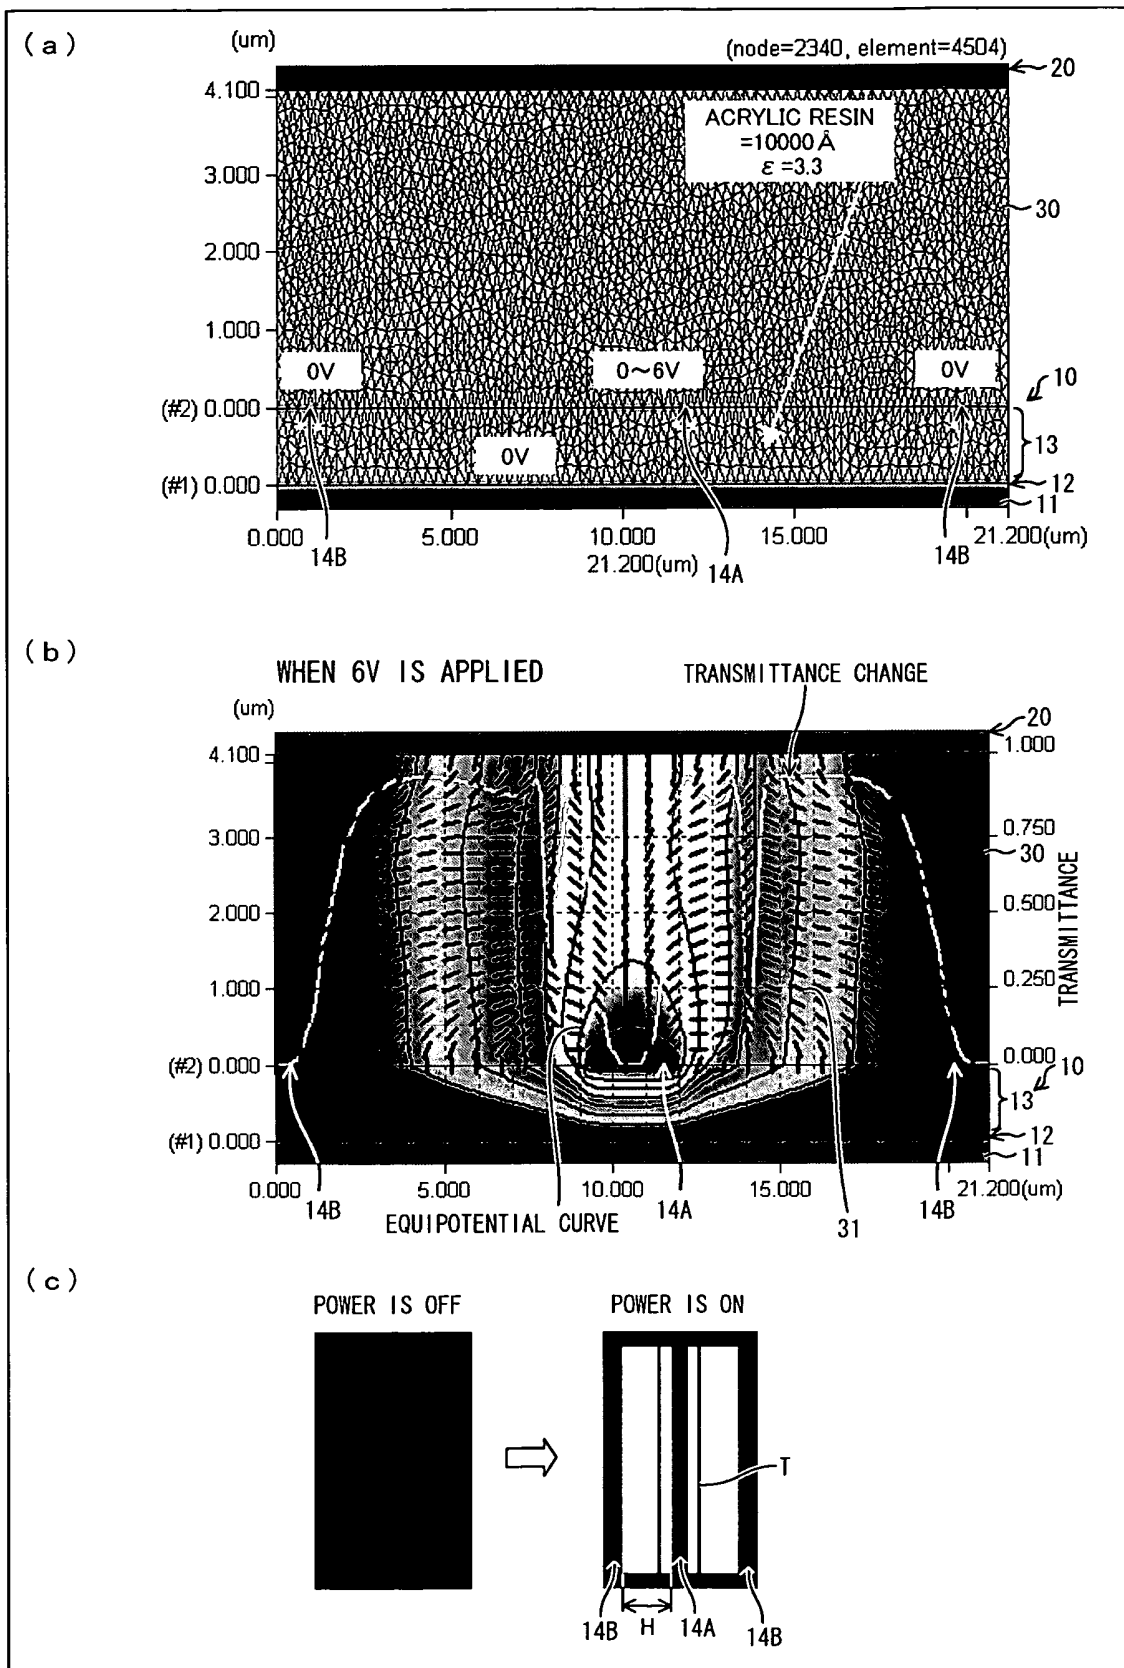 (a)
(um)
(node=2340, element=4504)
20
4.100
ACRYLIC RESIN
=10000Å
ε=3.3
3.000
30
2.000
1.000
0V
0～6V
0V
10
(#2) 0.000
13
0V
(#1) 0.000
12
11
0.000
5.000
10.000
15.000
21.200(um)
14B
21.200(um)
14A
14B
(b)
WHEN 6V IS APPLIED
TRANSMITTANCE CHANGE
(um)
20
4.100
1.000
3.000
0.750
30
2.000
0.500
TRANSMITTANCE
1.000
0.250
(#2) 0.000
0.000
10
13
(#1) 0.000
12
11
0.000
5.000
10.000
15.000
21.200(um)
14B
EQUIPOTENTIAL CURVE
14A
31
14B
(c)
POWER IS OFF
POWER IS ON
T
14B
H
14A
14B